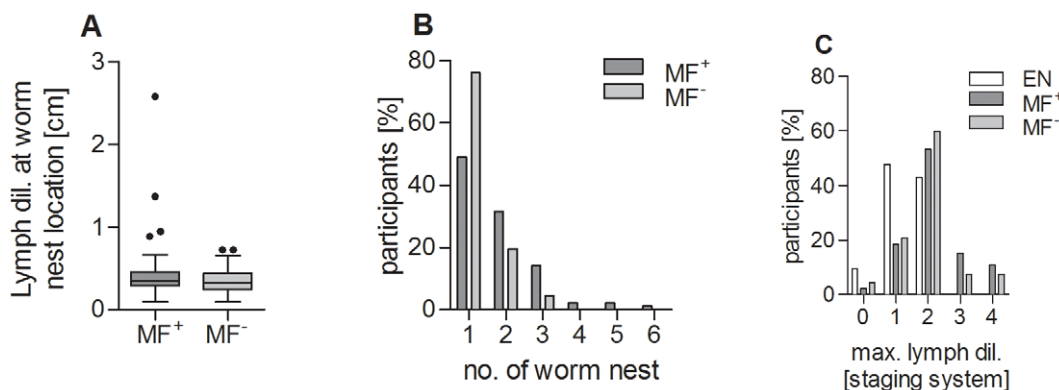 A
Lymph dil. at worm
nest location [cm]
3
2
1
0
MF+
MF-
B
participants [%]
80
60
40
20
0
1 2 3 4 5 6
no. of worm nest
MF+
MF-
C
participants [%]
80
60
40
20
0
0 1 2 3 4
max. lymph dil.
[staging system]
EN
MF+
MF-